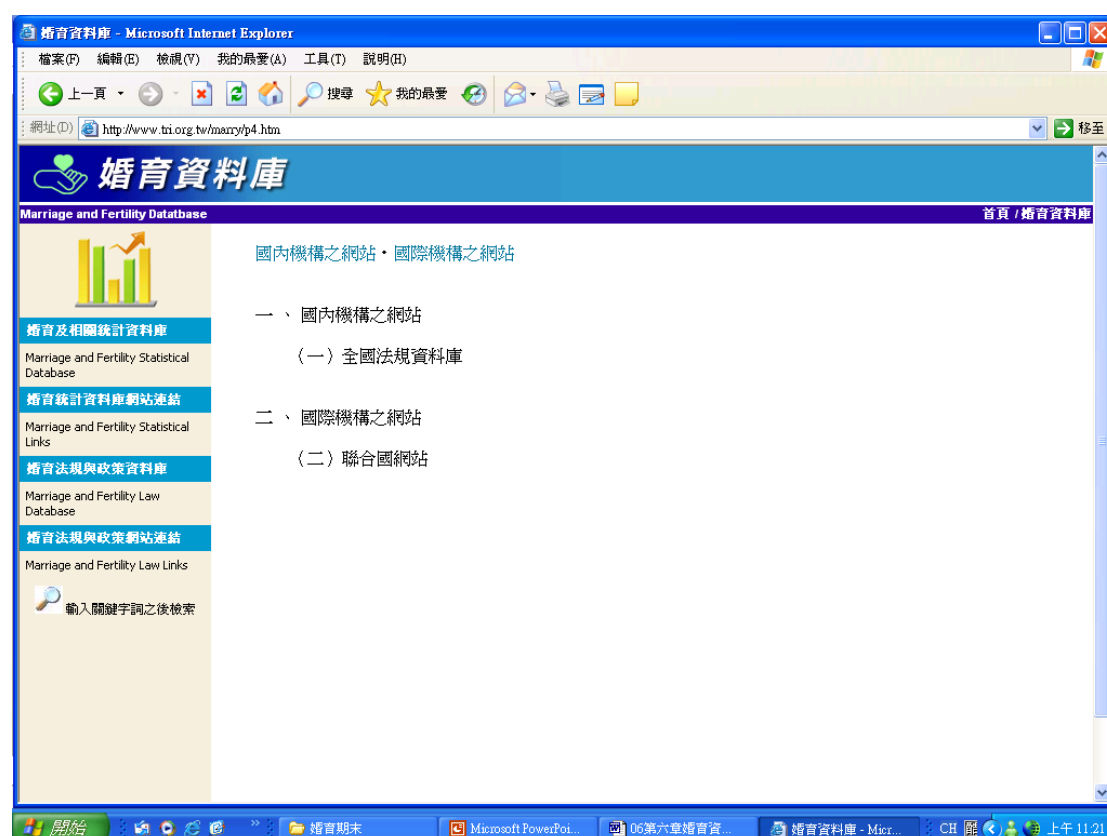 婚育資料庫 - Microsoft Internet Explorer
檔案(F) 編輯(E) 檢視(V) 我的最愛(A) 工具(T) 說明(H)
上一頁 搜尋 我的最愛
網址(D) http://www.tri.org.tw/marry/p4.htm 移至
婚育資料庫
Marriage and Fertility Datatbase 首頁 / 婚育資料庫
國內機構之網站‧國際機構之網站
一、 國內機構之網站
（一）全國法規資料庫
二、 國際機構之網站
（二）聯合國網站
婚育及相關統計資料庫
Marriage and Fertility Statistical
Database
婚育統計資料庫網站連結
Marriage and Fertility Statistical
Links
婚育法規與政策資料庫
Marriage and Fertility Law
Database
婚育法規與政策網站連結
Marriage and Fertility Law Links
輸入關鍵字詞之後檢索
開始 婚育期末 Microsoft PowerPoi... 06第六章婚育資... 婚育資料庫 - Micr... CH 上午 11:21